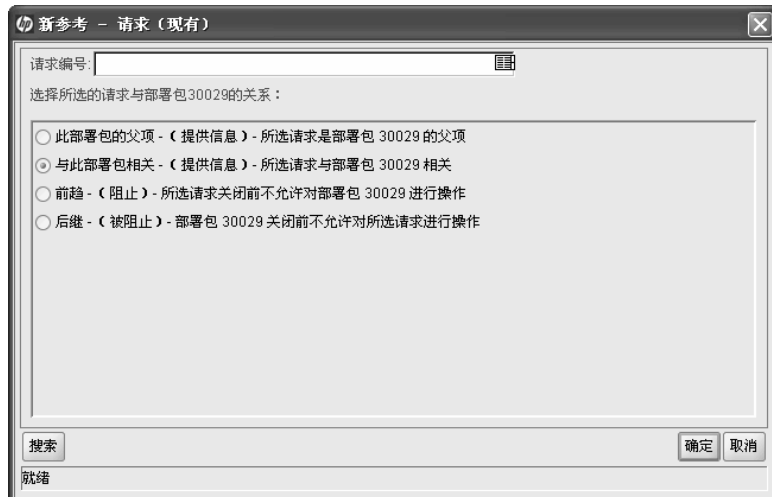 新参考 - 请求（现有）
请求编号:
选择所选的请求与部署包30029的关系：
此部署包的父项 -（提供信息）- 所选请求是部署包 30029 的父项
与此部署包相关 -（提供信息）- 所选请求与部署包 30029 相关
前趋 -（阻止）- 所选请求关闭前不允许对部署包 30029 进行操作
后继 -（被阻止）- 部署包 30029 关闭前不允许对所选请求进行操作
搜索 确定 取消
就绪